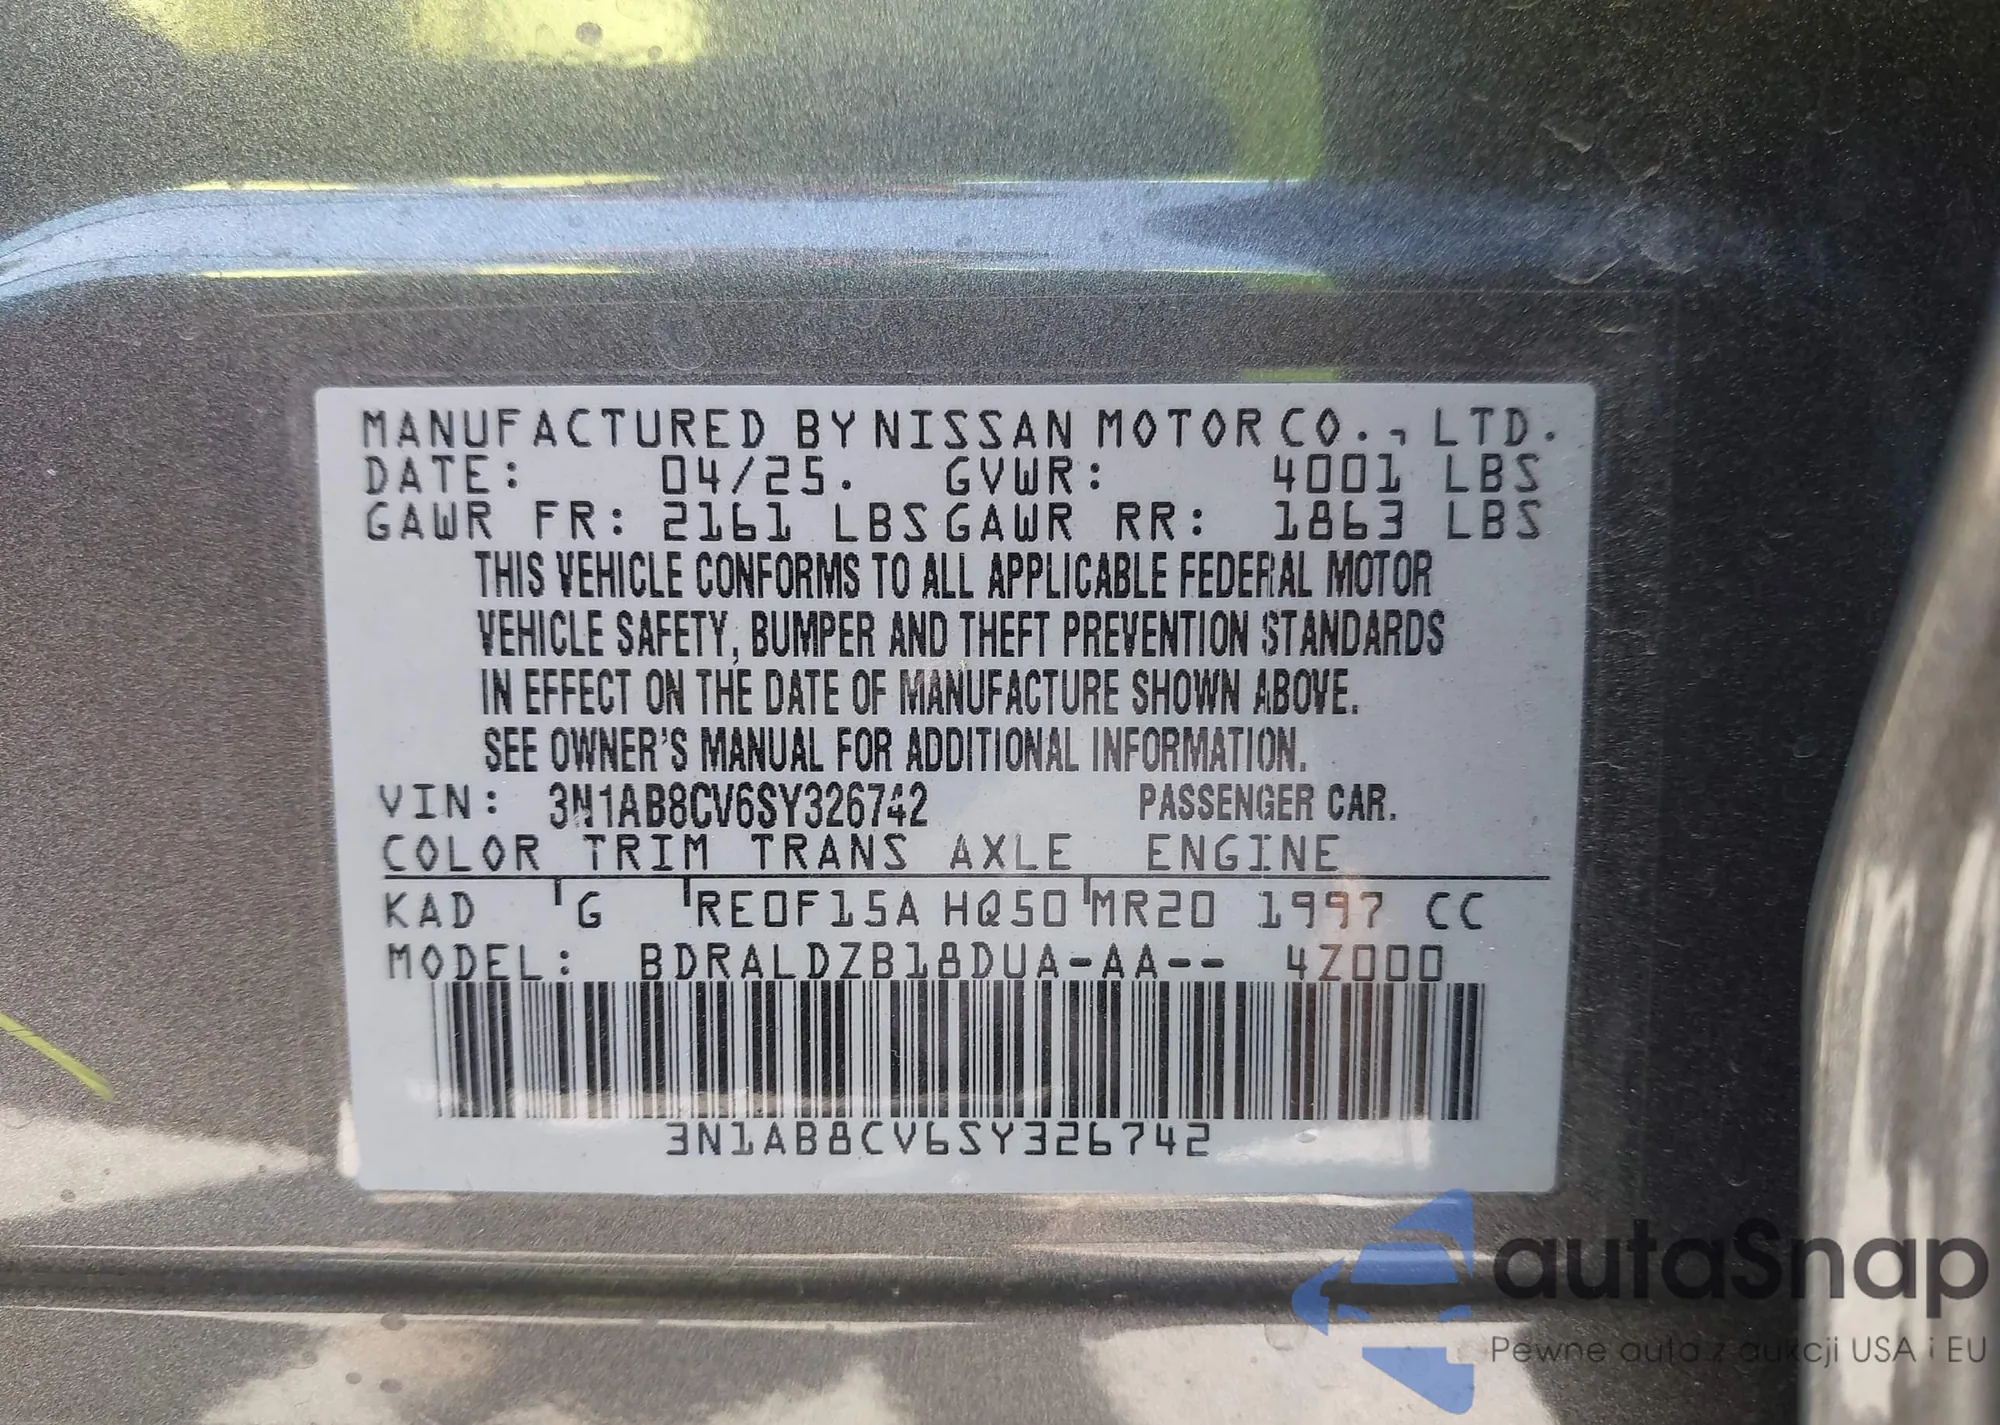 MANUFACTURED BY NISSAN MOTOR CO., LTD.
DATE: 04/25. GVWR: 4001 LBS
GAWR FR: 2161 LBS GAWR RR: 1863 LBS
THIS VEHICLE CONFORMS TO ALL APPLICABLE FEDERAL MOTOR
VEHICLE SAFETY, BUMPER AND THEFT PREVENTION STANDARDS
IN EFFECT ON THE DATE OF MANUFACTURE SHOWN ABOVE.
SEE OWNER'S MANUAL FOR ADDITIONAL INFORMATION.
VIN: 3N1AB8CV6SY326742 PASSENGER CAR.
COLOR TRIM TRANS AXLE ENGINE
KAD G RE0F15A HQ50 MR20 1997 CC
MODEL: BDRALDZB18DUA-AA-- 4Z000
3N1AB8CV6SY326742
autaSnap
Pewne auta z aukcji USA i EU